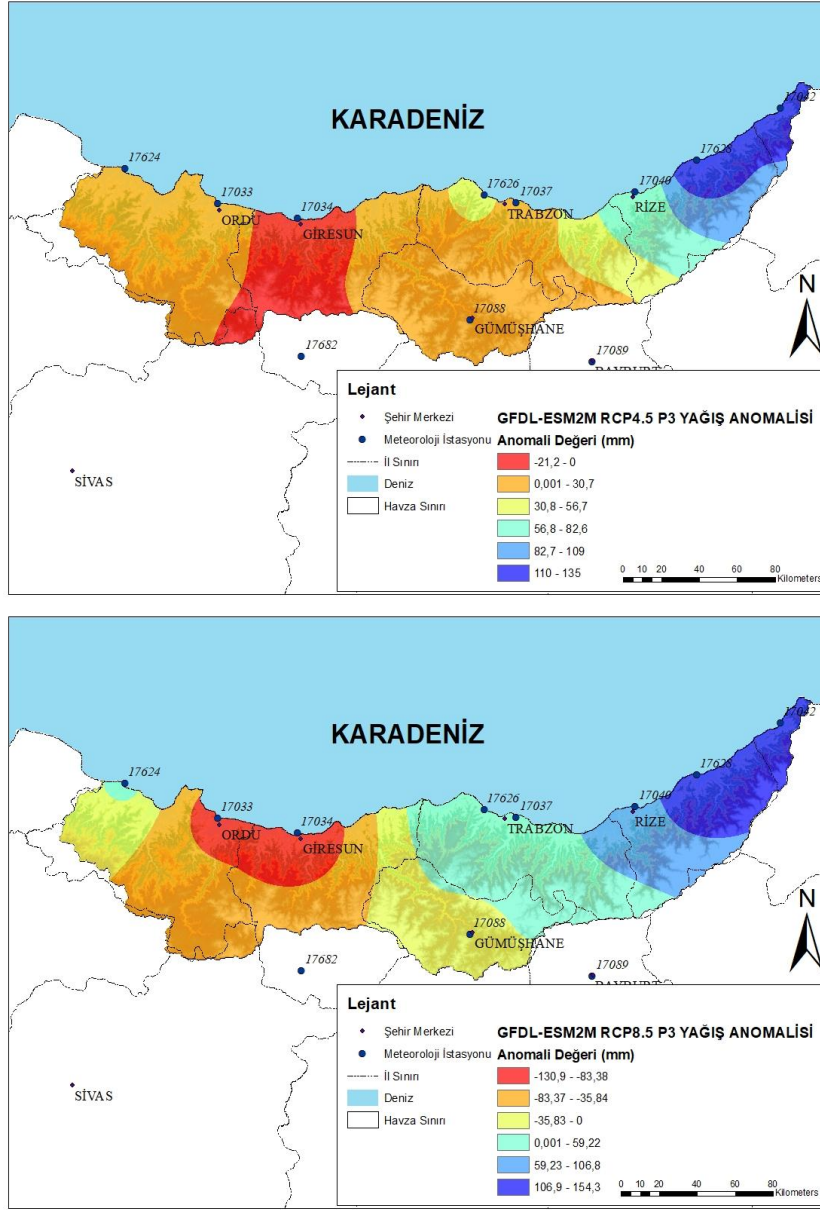 KARADENİZ
17042
17628
17624
17040
17033
17626
17037
17034
RİZE
ORDU
TRABZON
GİRESUN
N
17088
GÜMÜŞHANE
17682
17089
Lejant
Şehir Merkezi
Meteoroloji İstasyonu
İl Sınırı
Deniz
Havza Sınırı
GFDL-ESM2M RCP4.5 P3 YAĞIŞ ANOMALİSİ
Anomali Değeri (mm)
-21,2 - 0
0,001 - 30,7
30,8 - 56,7
56,8 - 82,6
82,7 - 109
110 - 135
0 10 20 40 60 80
Kilometers
SİVAS
KARADENİZ
17042
17628
17624
17040
17033
17626
17037
17034
RİZE
ORDU
TRABZON
GİRESUN
N
17088
GÜMÜŞHANE
17682
17089
Lejant
Şehir Merkezi
Meteoroloji İstasyonu
İl Sınırı
Deniz
Havza Sınırı
GFDL-ESM2M RCP8.5 P3 YAĞIŞ ANOMALİSİ
Anomali Değeri (mm)
-130,9 - -83,38
-83,37 - -35,84
-35,83 - 0
0,001 - 59,22
59,23 - 106,8
106,9 - 154,3
0 10 20 40 60 80
Kilometers
SİVAS